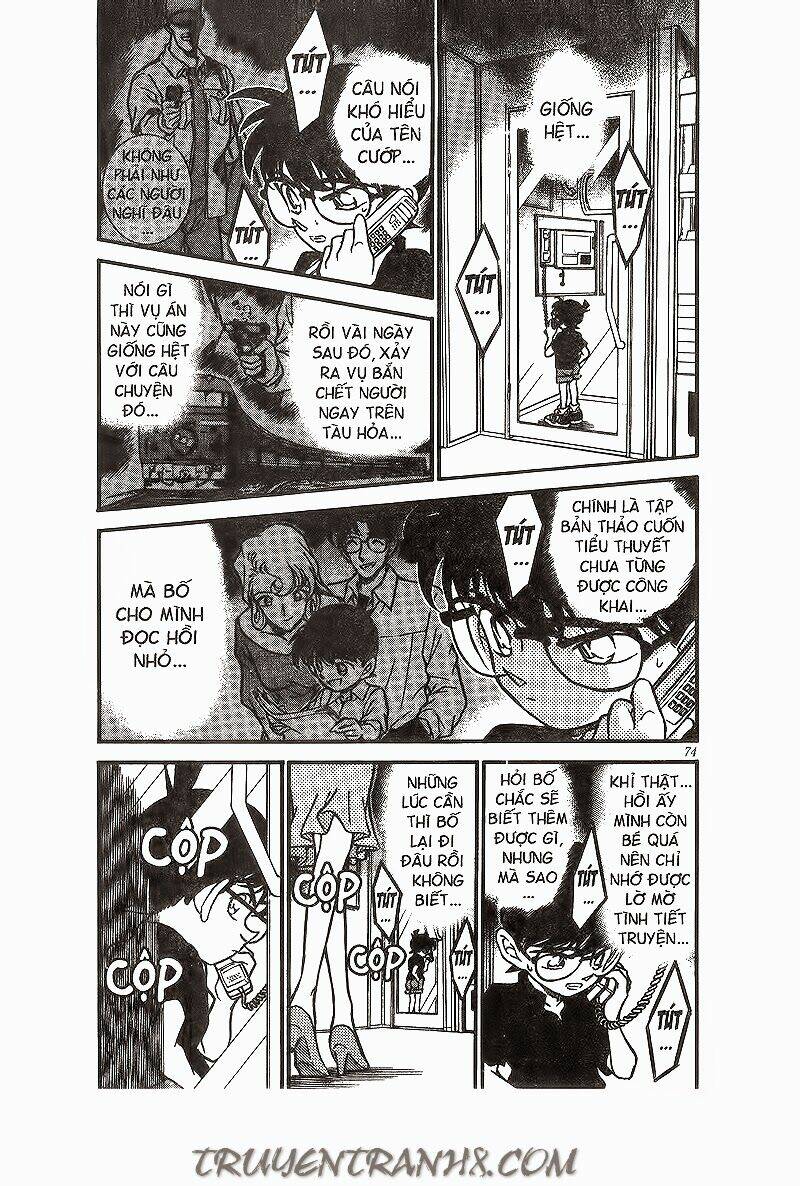 GIỐNG
HỆT...
TÚT
...
TÚT
...
TÚT
...
CÂU NÓI
KHÓ HIỂU
CỦA TÊN
CƯỚP...
KHÔNG
PHẢI NHƯ
CÁC NGƯỜI
NGHĨ ĐÂU
...
TÚT
...
RỒI VÀI NGÀY
SAU ĐÓ, XẢY
RA VỤ BẮN
CHẾT NGƯỜI
NGAY TRÊN
TÀU HỎA...
NÓI GÌ
THÌ VỤ ÁN
NÀY CŨNG
GIỐNG HỆT
VỚI CÂU
CHUYỆN
ĐÓ...
CHÍNH LÀ TẬP
BẢN THẢO CUỐN
TIỂU THUYẾT
CHƯA TỪNG
ĐƯỢC CÔNG
KHAI...
TÚT
...
MÀ BỐ
CHO MÌNH
ĐỌC HỒI
NHỎ...
74
KHỈ THẬT...
HỒI ẤY
MÌNH CÒN
BÉ QUÁ
NÊN CHỈ
NHỚ ĐƯỢC
LỜ MỜ
TÌNH TIẾT
TRUYỆN...
HỎI BỐ
CHẮC SẼ
BIẾT THÊM
ĐƯỢC GÌ,
NHƯNG
MÀ SAO
...
TÚT
...
TÚT
...
NHỮNG
LÚC CẦN
THÌ BỐ
LẠI ĐI
ĐÂU RỒI
KHÔNG
BIẾT...
TÚT
...
TÚT
...
CỘP
CỘP
CỘP
CỘP
TRUYENTRANH8.COM